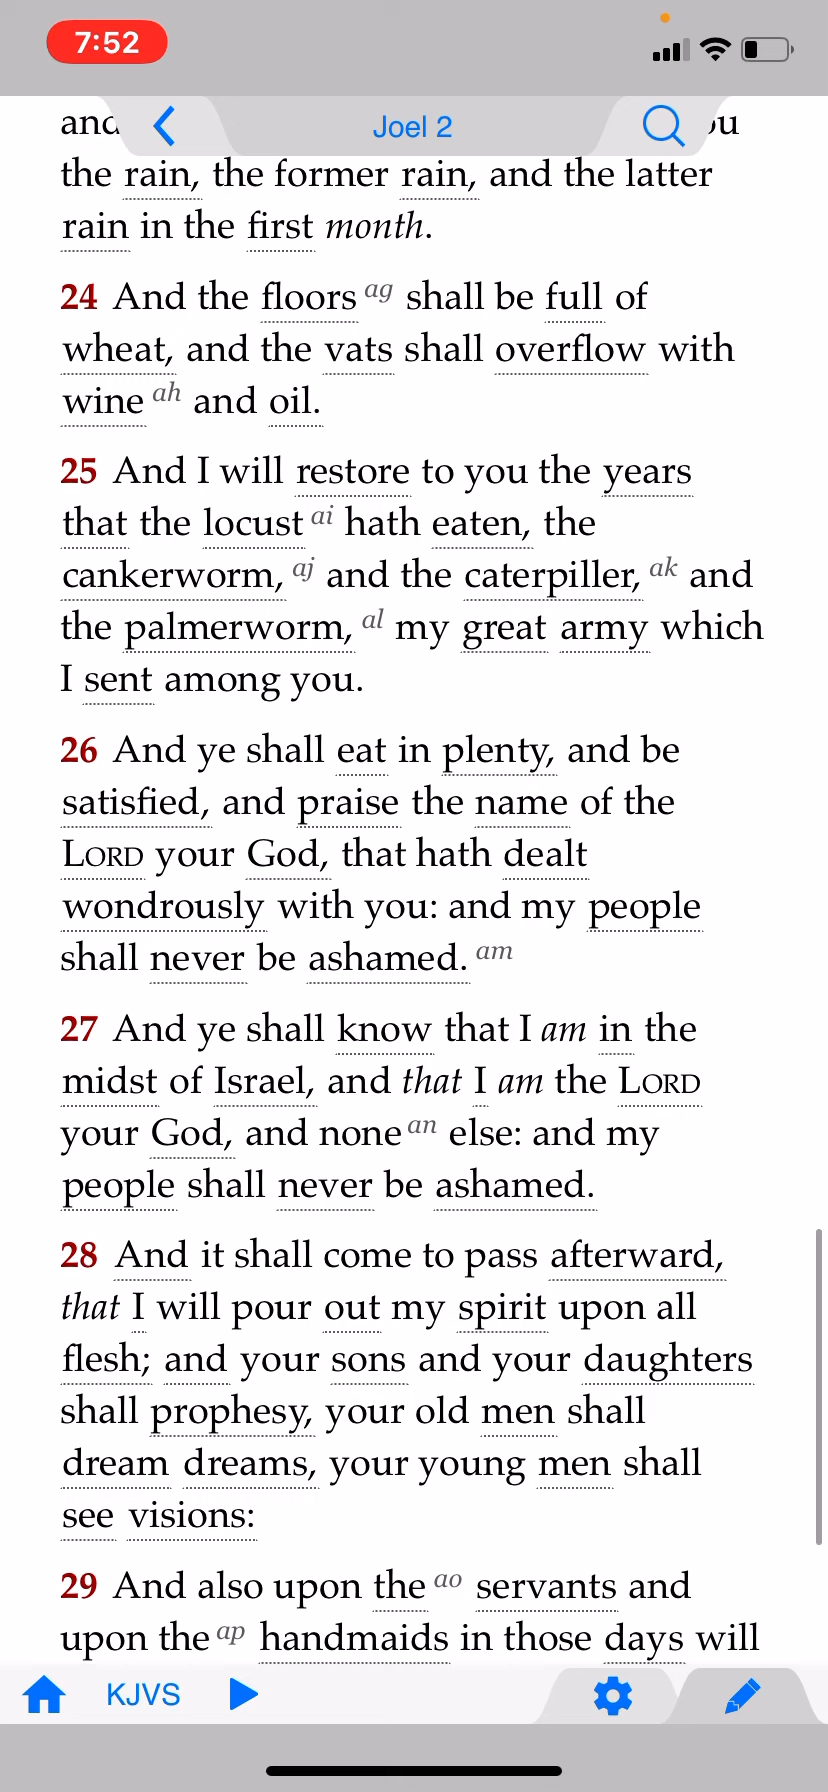 7:52
Joel 2
and
the rain, the former rain, and the latter
rain in the first month.
24 And the floors ag shall be full of
wheat, and the vats shall overflow with
wine ah and oil.
25 And I will restore to you the years
that the locust ai hath eaten, the
cankerworm, aj and the caterpiller, ak and
the palmerworm, al my great army which
I sent among you.
26 And ye shall eat in plenty, and be
satisfied, and praise the name of the
LORD your God, that hath dealt
wondrously with you: and my people
shall never be ashamed. am
27 And ye shall know that I am in the
midst of Israel, and that I am the LORD
your God, and none an else: and my
people shall never be ashamed.
28 And it shall come to pass afterward,
that I will pour out my spirit upon all
flesh; and your sons and your daughters
shall prophesy, your old men shall
dream dreams, your young men shall
see visions:
29 And also upon the ao servants and
upon the ap handmaids in those days will
KJVS